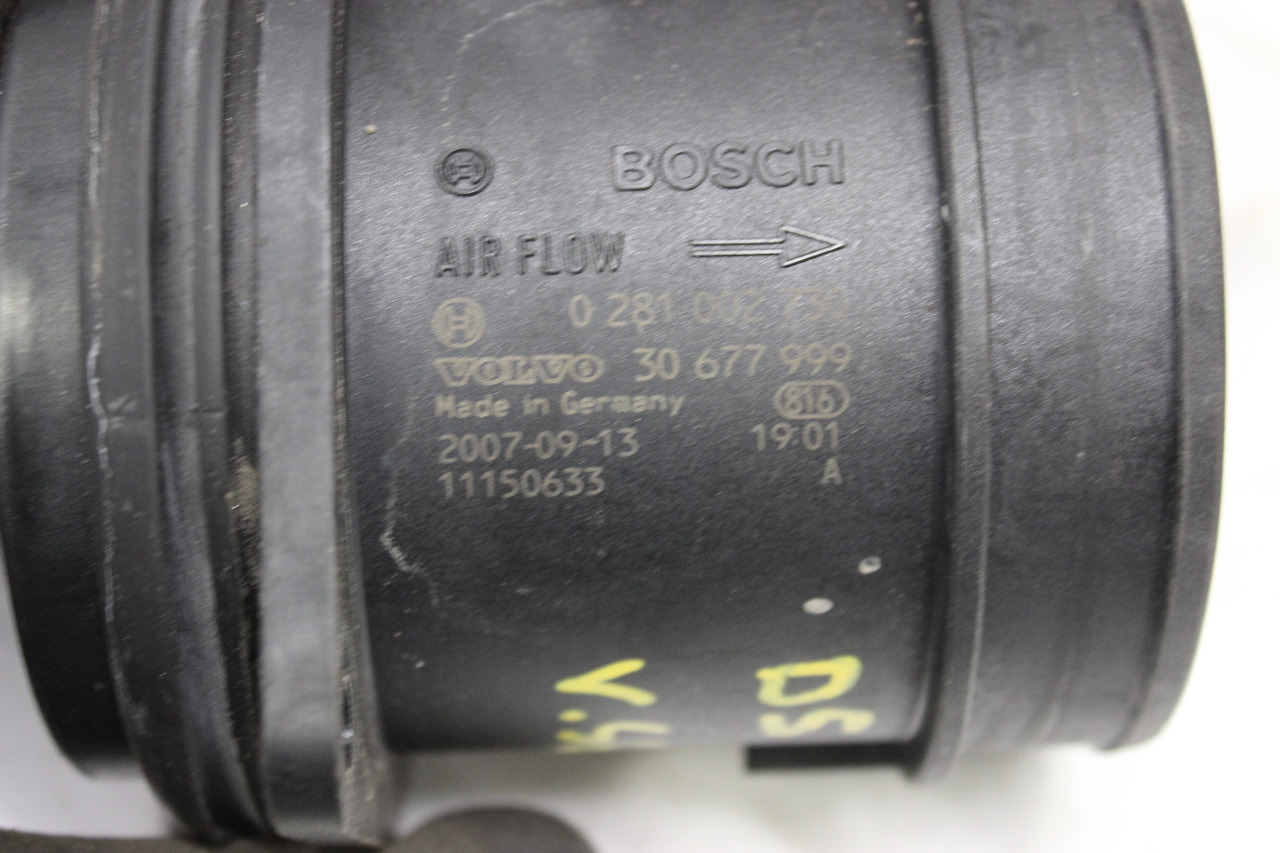 BOSCH
AIR FLOW
0 281 002 730
VOLVO 30 677 999
Made in Germany 816
2007-09-13 19:01
11150633 A